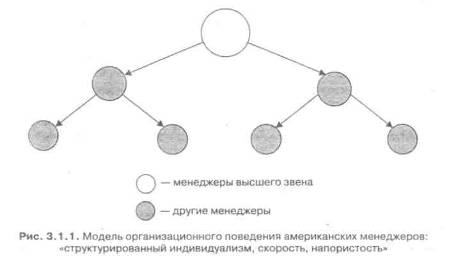 — менеджеры высшего звена
— другие менеджеры
Рис. 3.1.1. Модель организационного поведения американских менеджеров:
«структурированный индивидуализм, скорость, напористость»